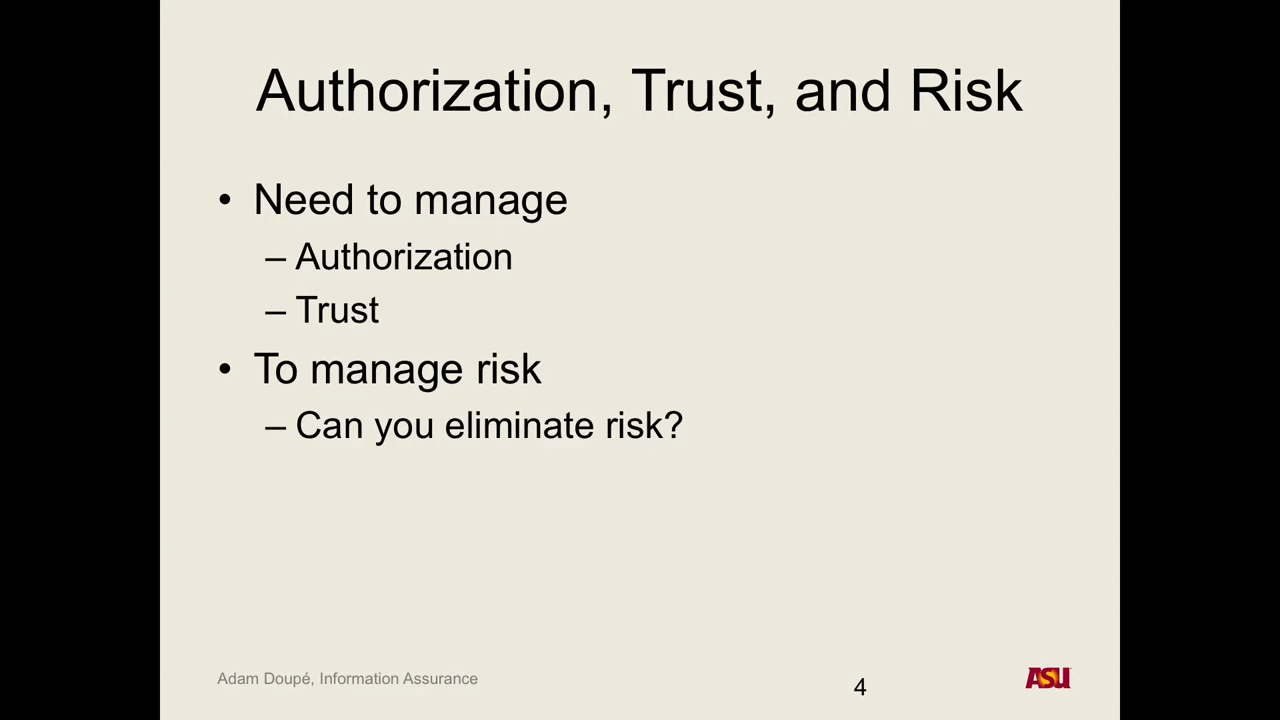 Authorization, Trust, and Risk
• Need to manage
– Authorization
– Trust
• To manage risk
– Can you eliminate risk?
Adam Doupé, Information Assurance
4
ASU